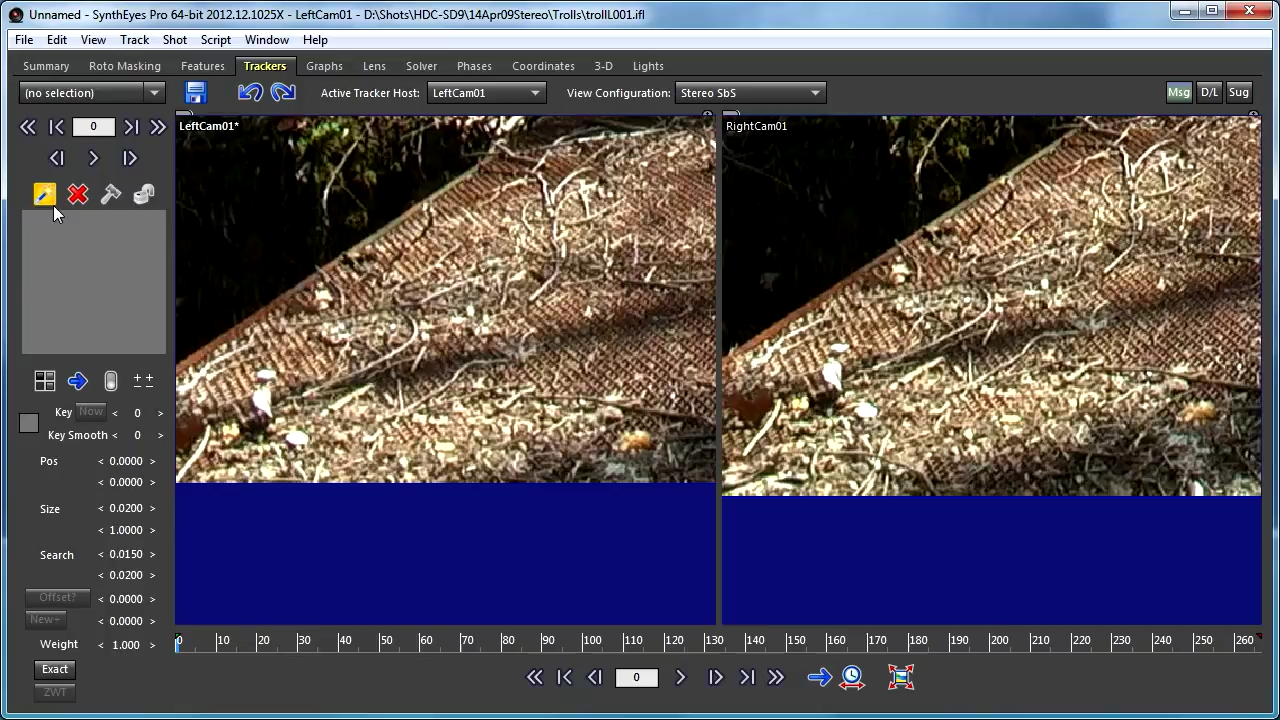 Unnamed - SynthEyes Pro 64-bit 2012.12.1025X - LeftCam01 - D:\Shots\HDC-SD9\14Apr09Stereo\Trolls\trollL001.ifl
File Edit View Track Shot Script Window Help
Summary Roto Masking Features Trackers Graphs Lens Solver Phases Coordinates 3-D Lights
(no selection) Active Tracker Host: LeftCam01 View Configuration: Stereo SbS Msg D/L Sug
0
LeftCam01*
RightCam01
Key Now < 0 >
Key Smooth < 0 >
Pos < 0.0000 >
< 0.0000 >
Size < 0.0200 >
< 1.0000 >
Search < 0.0150 >
< 0.0200 >
Offset? < 0.0000 >
New+ < 0.0000 >
Weight < 1.000 >
Exact
ZWT
0 10 20 30 40 50 60 70 80 90 100 110 120 130 140 150 160 170 180 190 200 210 220 230 240 250 260
0